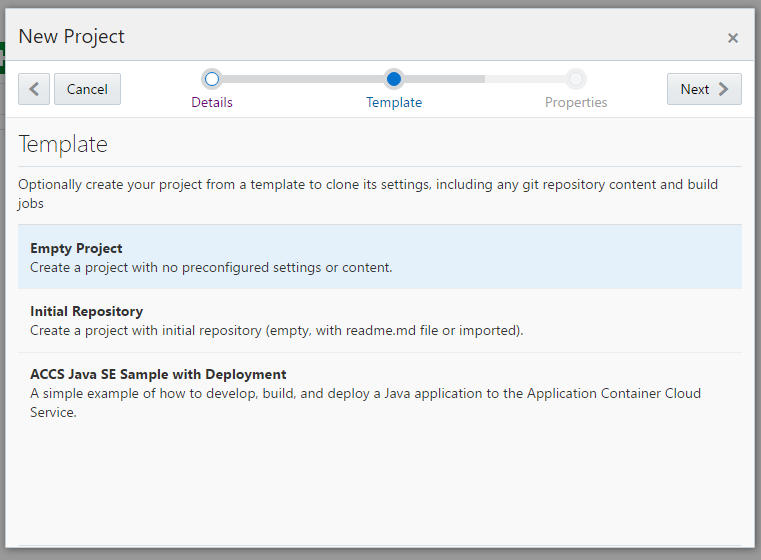 New Project
×
Cancel
Details
Template
Properties
Next
Template
Optionally create your project from a template to clone its settings, including any git repository content and build
jobs
Empty Project
Create a project with no preconfigured settings or content.
Initial Repository
Create a project with initial repository (empty, with readme.md file or imported).
ACCS Java SE Sample with Deployment
A simple example of how to develop, build, and deploy a Java application to the Application Container Cloud
Service.